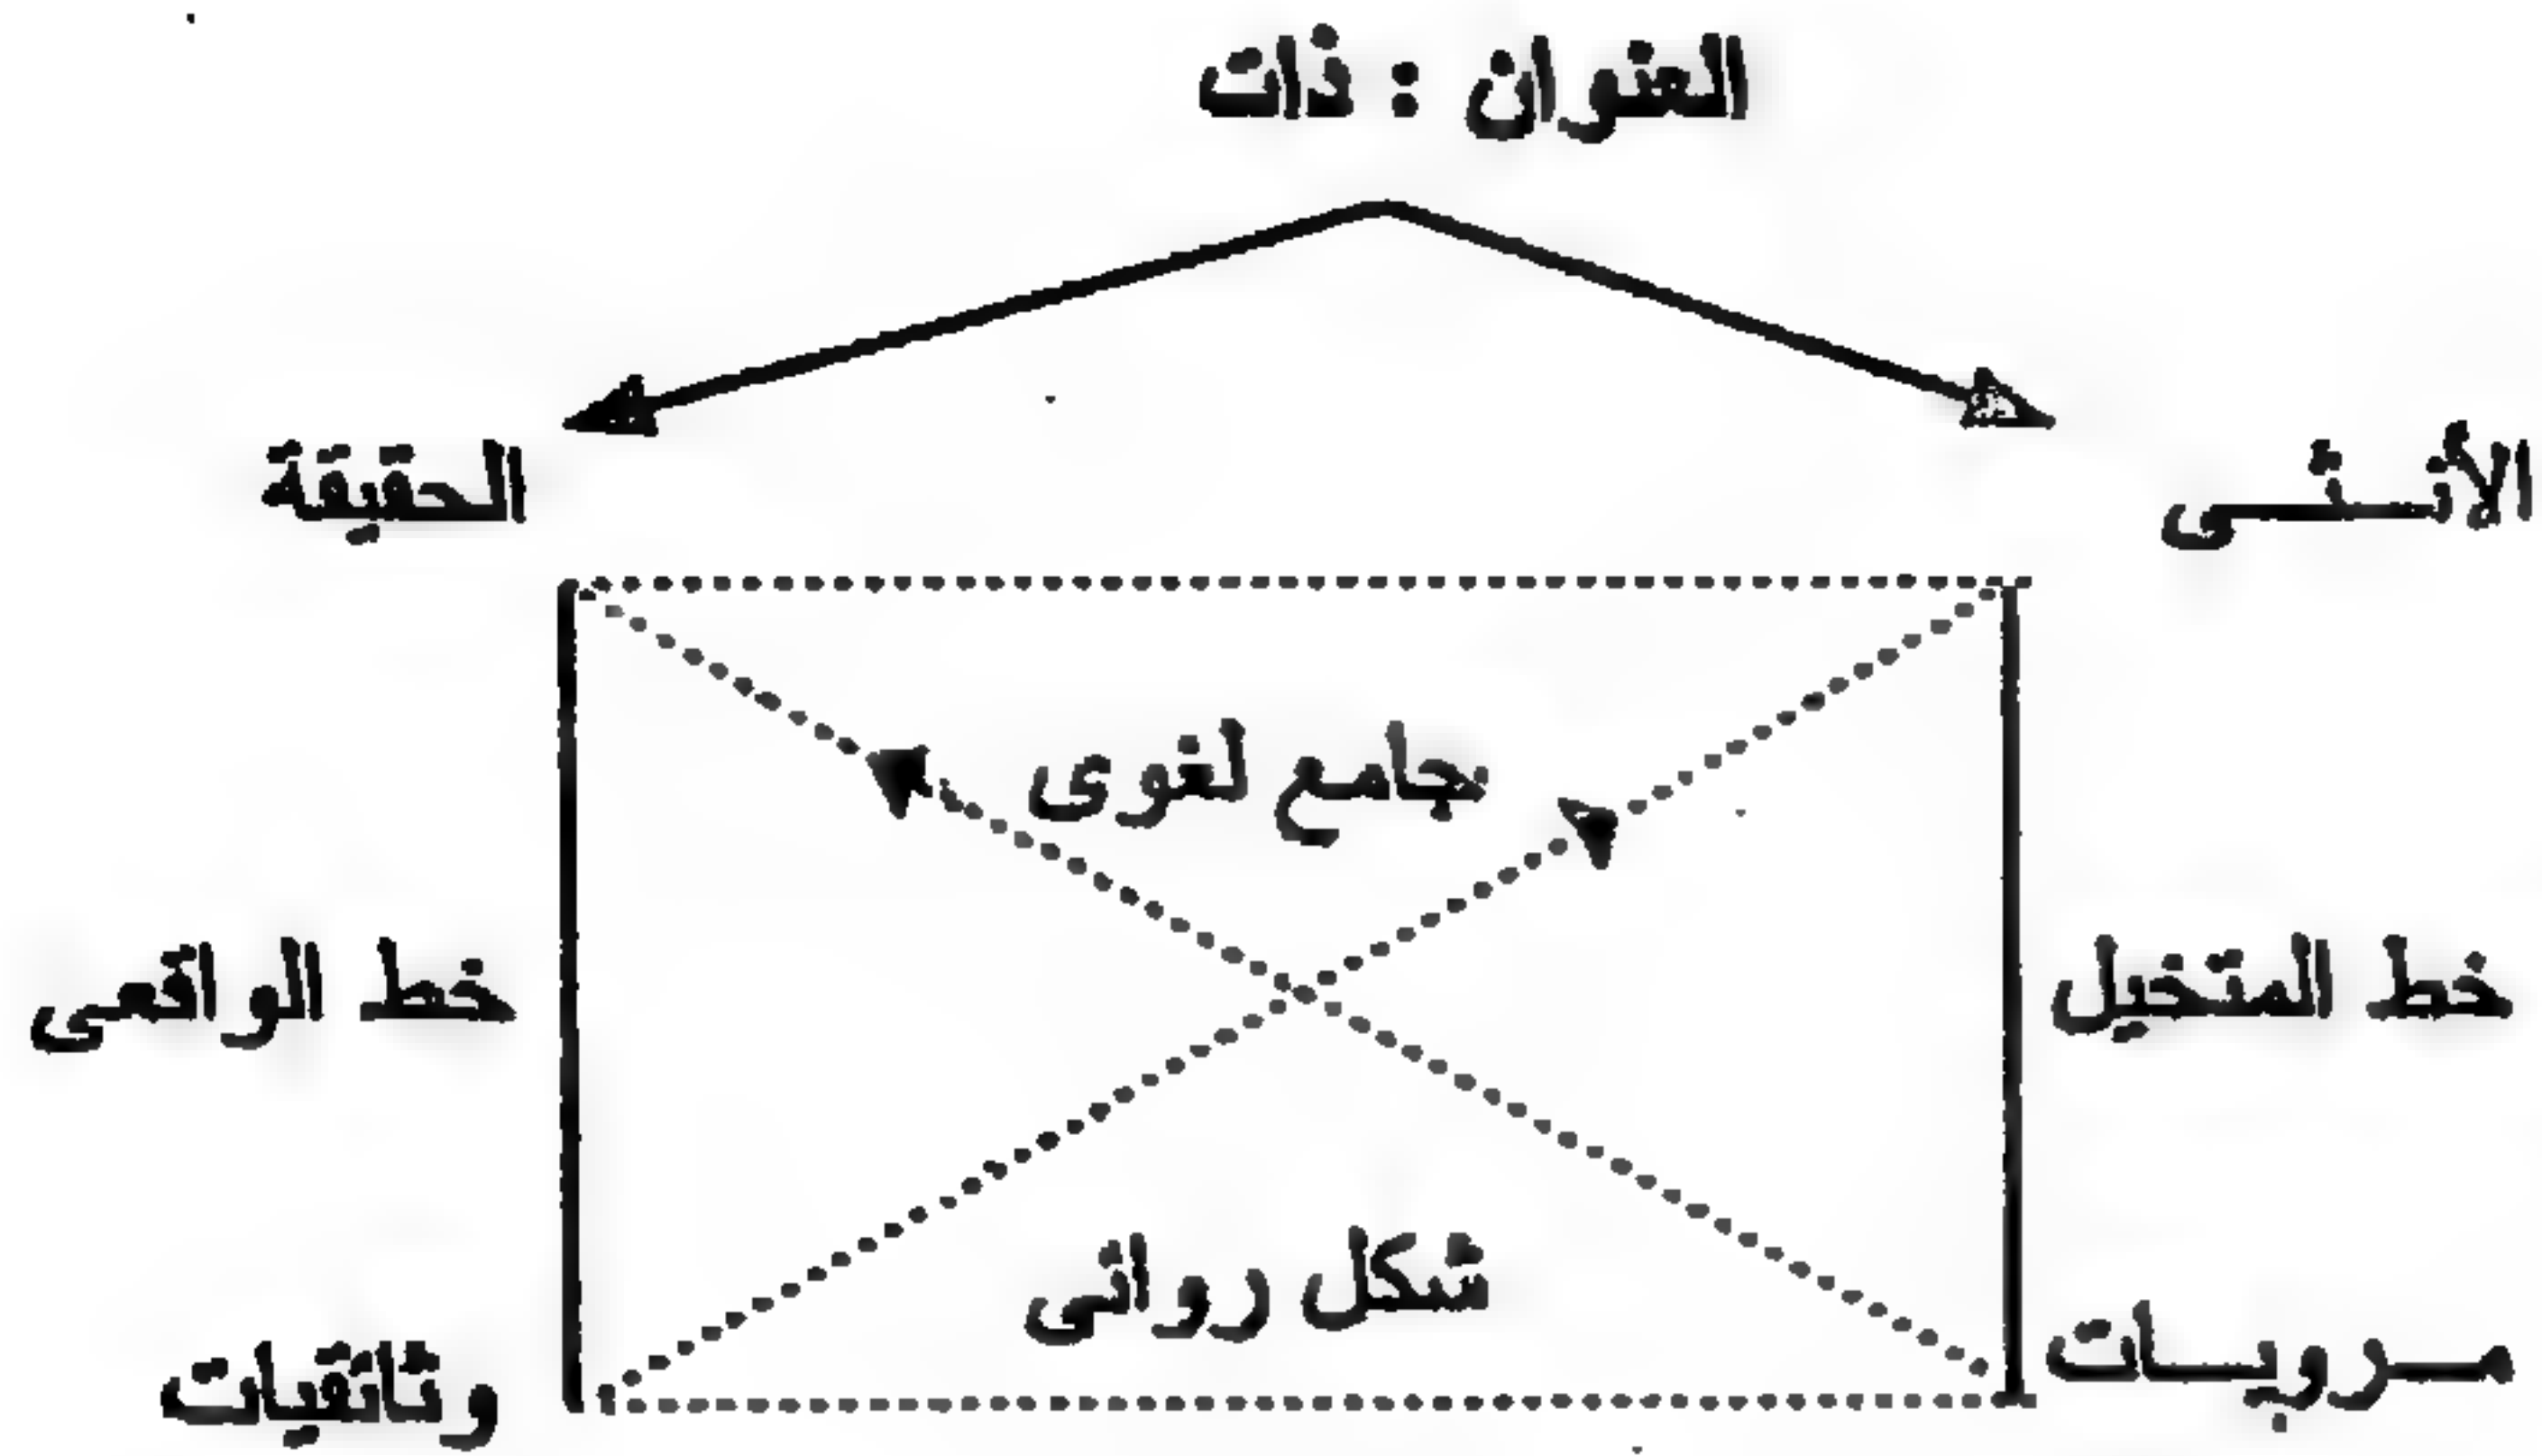 العنوان : ذات
الأنثى
الحقيقة
جامع لغوى
خط المتخيل
خط الواقعى
شكل روائى
مرويات
وثائقيات